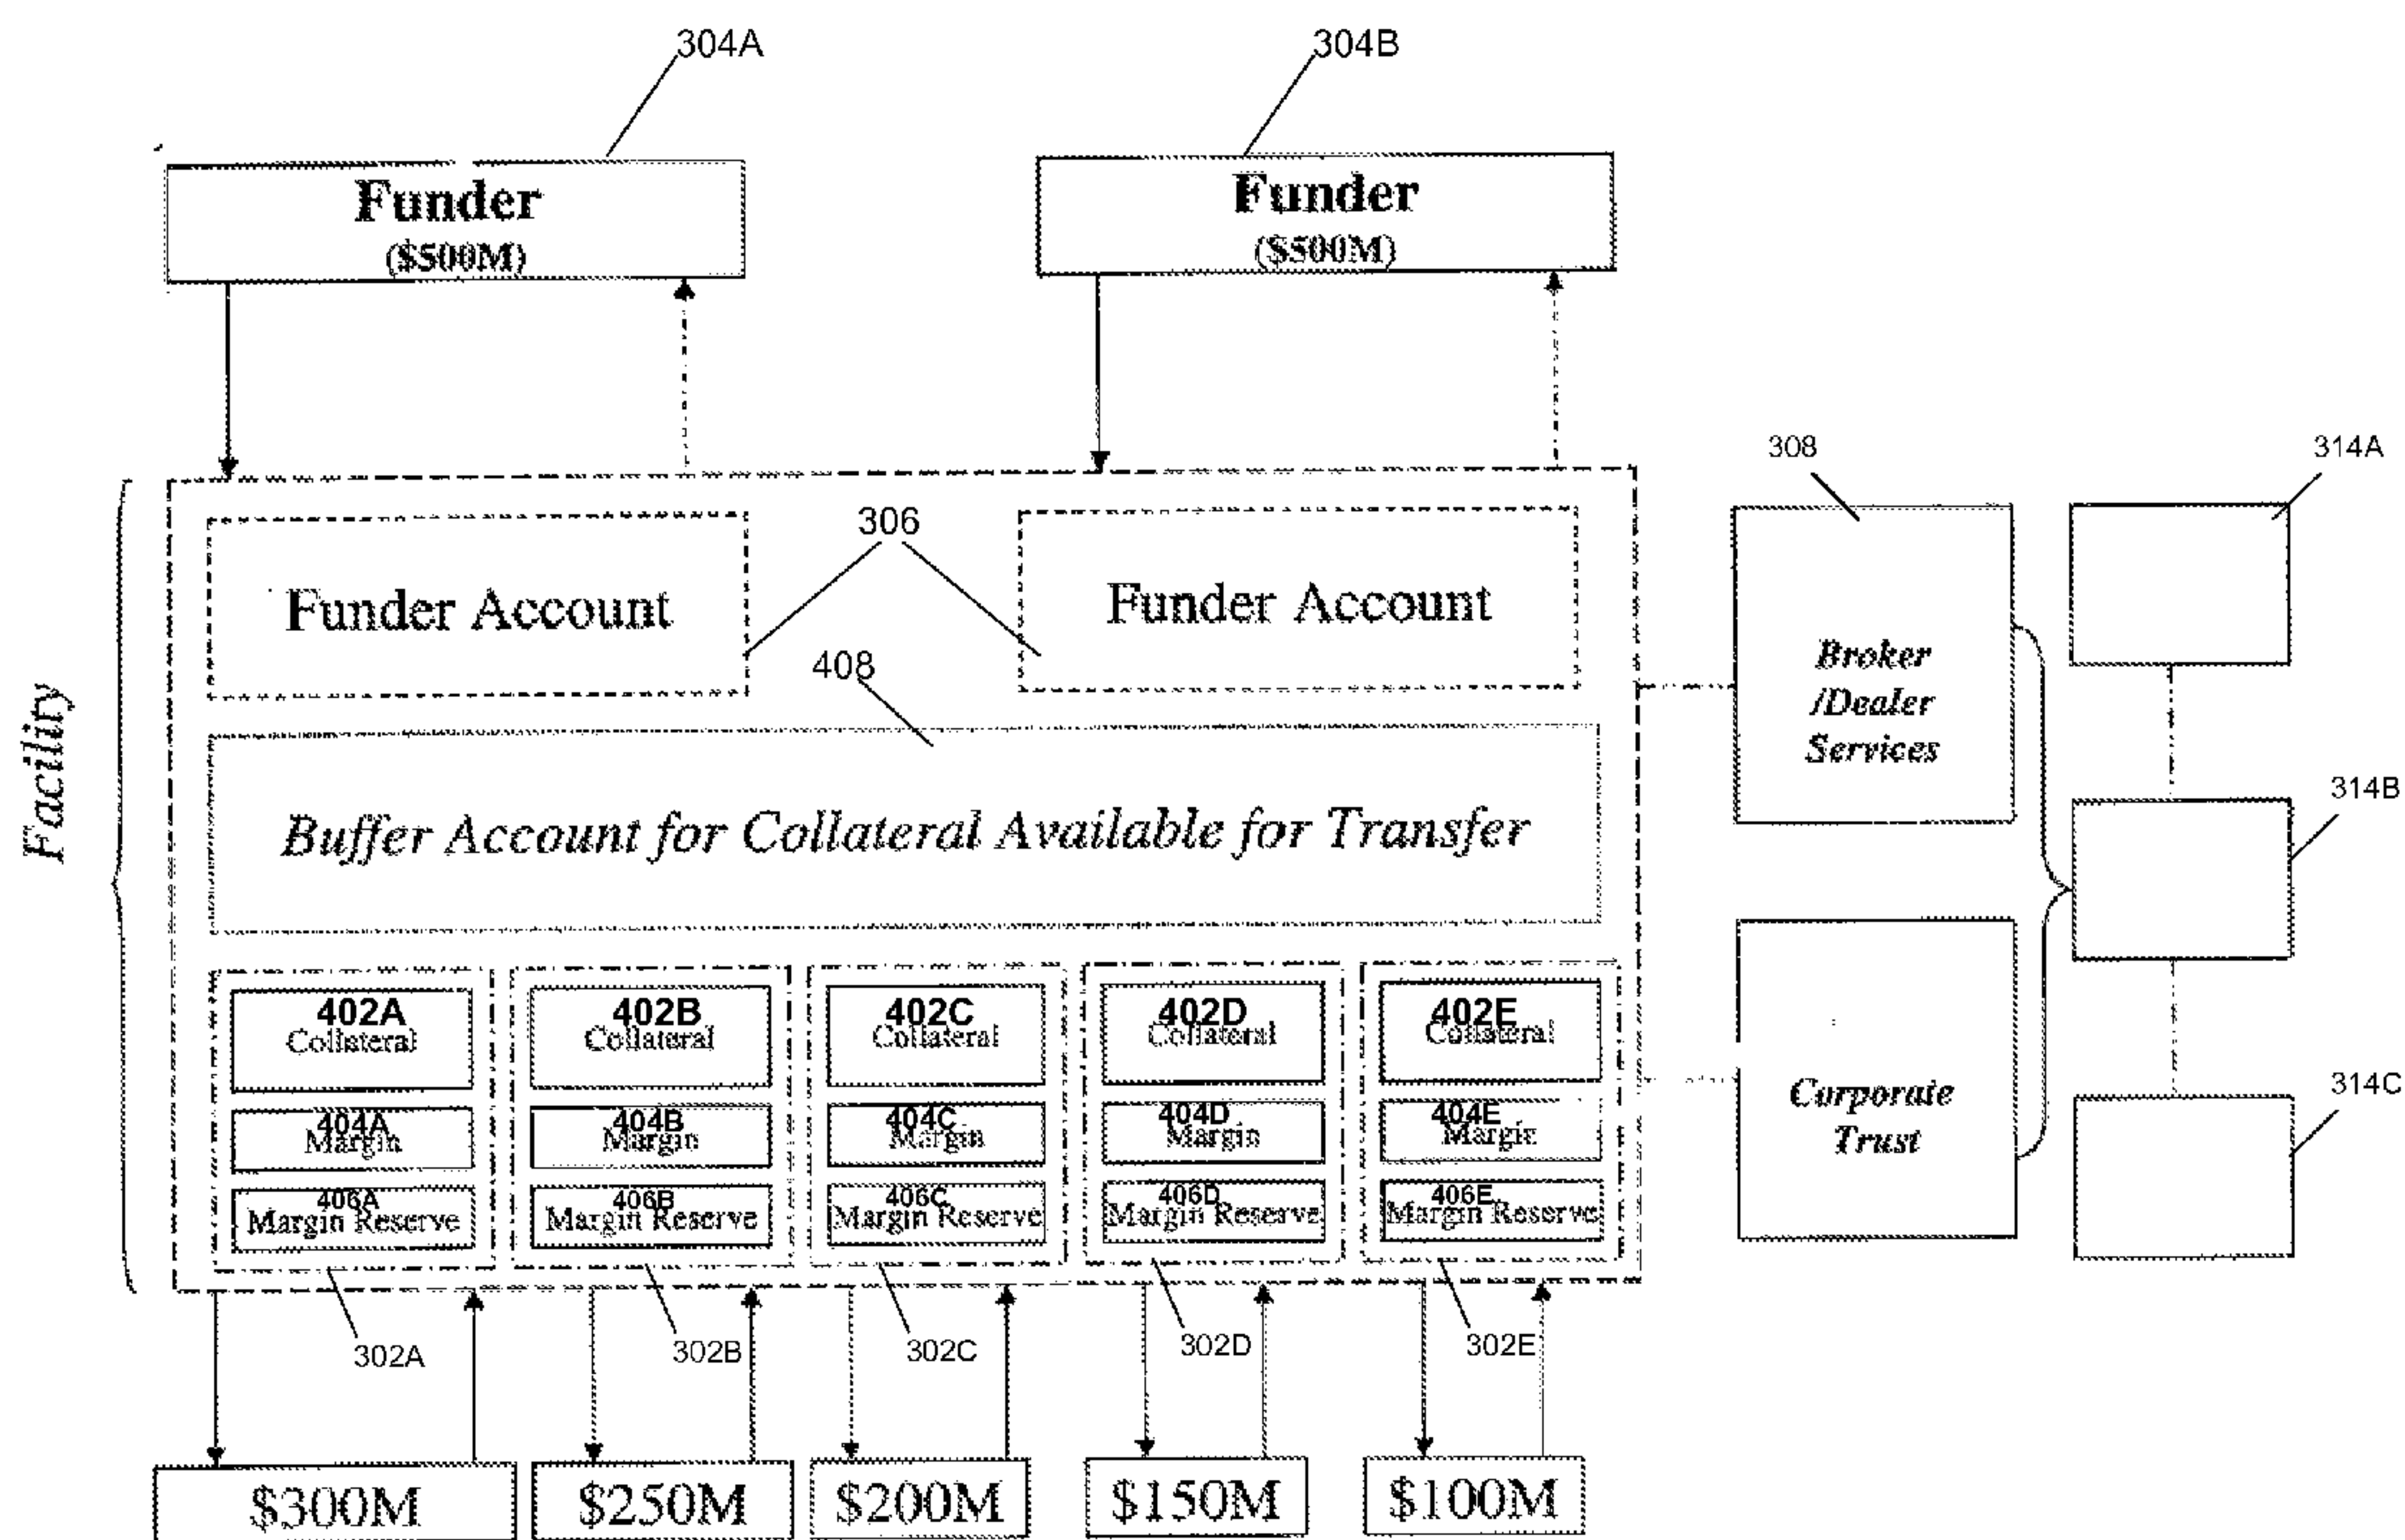 304A
304B
Funder
($500M)
Funder
($500M)
308
314A
306
Funder Account
Funder Account
408
Facility
Broker
/Dealer
Services
314B
Buffer Account for Collateral Available for Transfer
402A
Collateral
402B
Collateral
402C
Collateral
402D
Collateral
402E
Collateral
404A
Margin
404B
Margin
404C
Margin
404D
Margin
404E
Margin
406A
Margin Reserve
406B
Margin Reserve
406C
Margin Reserve
406D
Margin Reserve
406E
Margin Reserve
Corporate
Trust
314C
302A
302B
302C
302D
302E
$300M
$250M
$200M
$150M
$100M